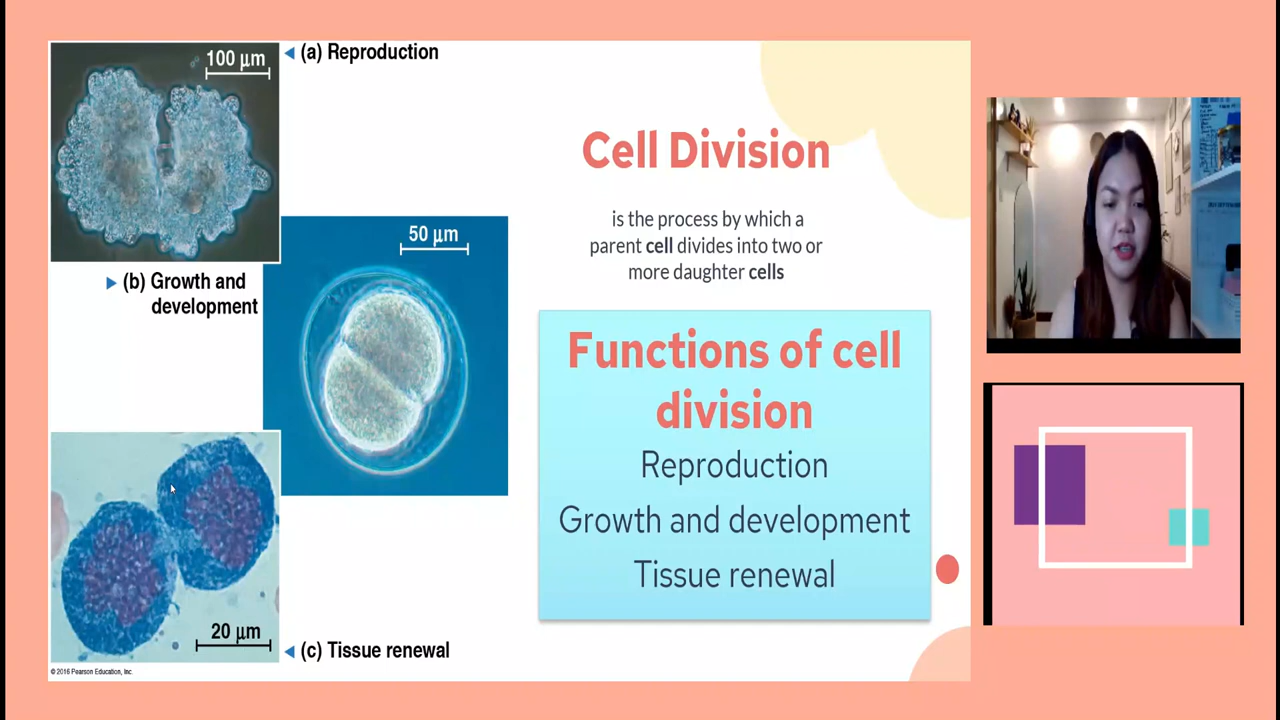 100 μm
(a) Reproduction
50 μm
(b) Growth and
development
20 μm
(c) Tissue renewal
© 2016 Pearson Education, Inc.
Cell Division
is the process by which a
parent cell divides into two or
more daughter cells
Functions of cell
division
Reproduction
Growth and development
Tissue renewal